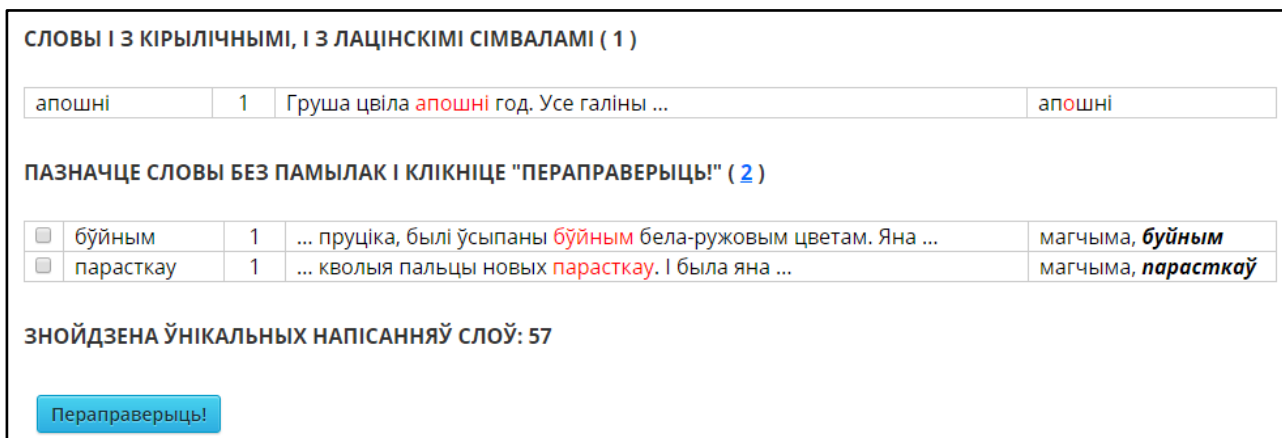 СЛОВЫ І З КІРЫЛІЧНЫМІ, І З ЛАЦІНСКІМІ СІМВАЛАМІ ( 1 )
апошні 1 Груша цвіла апошні год. Усе галіны ... апошні
ПАЗНАЧЦЕ СЛОВЫ БЕЗ ПАМЫЛАК І КЛІКНІЦЕ "ПЕРАПРАВЕРЫЦЬ!" ( 2 )
бўйным 1 ... пруціка, былі ўсыпаны бўйным бела-ружовым цветам. Яна ... магчыма, буйным
парасткау 1 ... кволыя пальцы новых парасткау. І была яна ... магчыма, парасткаў
ЗНОЙДЗЕНА ЎНІКАЛЬНЫХ НАПІСАННЯЎ СЛОЎ: 57
Пераправерыць!